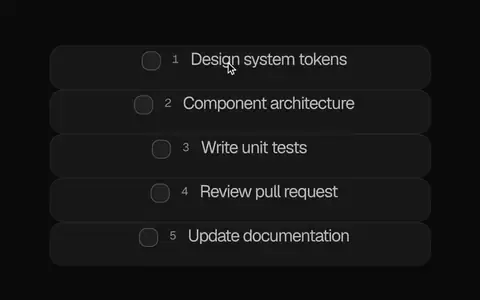 1 Design system tokens
2 Component architecture
3 Write unit tests
4 Review pull request
5 Update documentation